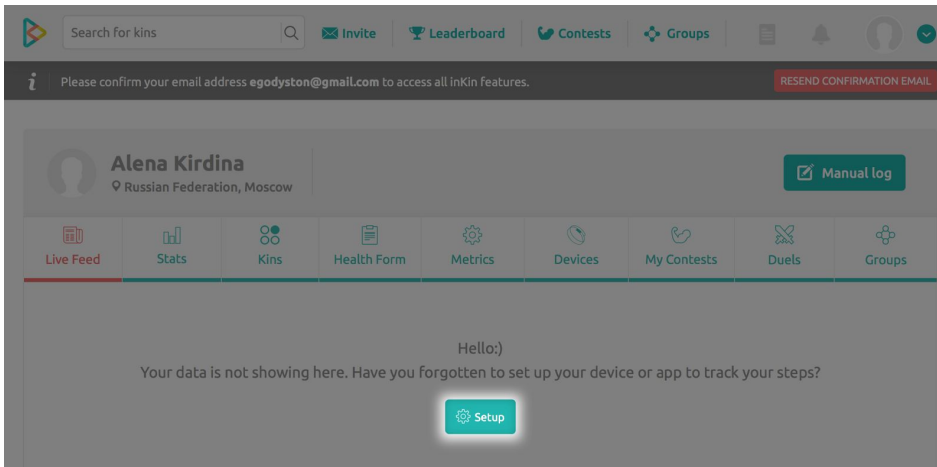 Search for kins
Invite
Leaderboard
Contests
Groups
i Please confirm your email address egodyston@gmail.com to access all inKin features.
RESEND CONFIRMATION EMAIL
Alena Kirdina
Russian Federation, Moscow
Manual log
Live Feed
Stats
Kins
Health Form
Metrics
Devices
My Contests
Duels
Groups
Hello:)
Your data is not showing here. Have you forgotten to set up your device or app to track your steps?
Setup